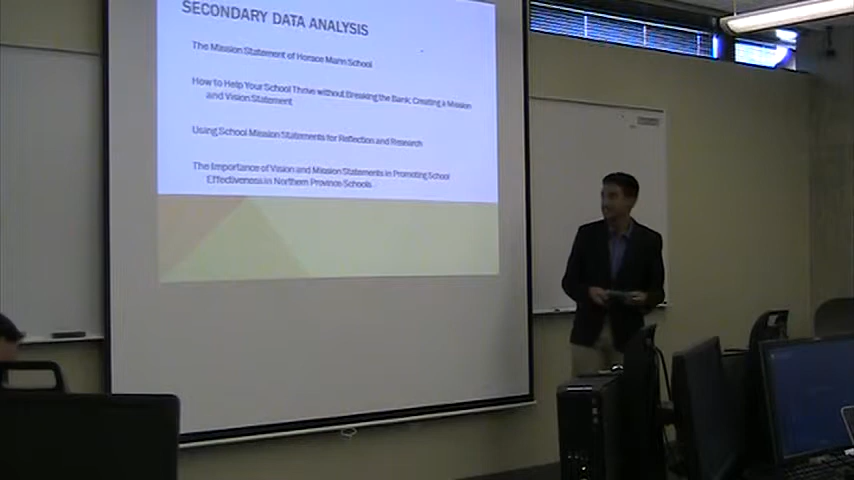 SECONDARY DATA ANALYSIS
The Mission Statement of Horace Mann School
How to Help Your School Thrive without Breaking the Bank; Creating a Mission
and Vision Statement
Using School Mission Statements for Reflection and Research
The Importance of Vision and Mission Statements in Promoting School
Effectiveness in Northern Province Schools